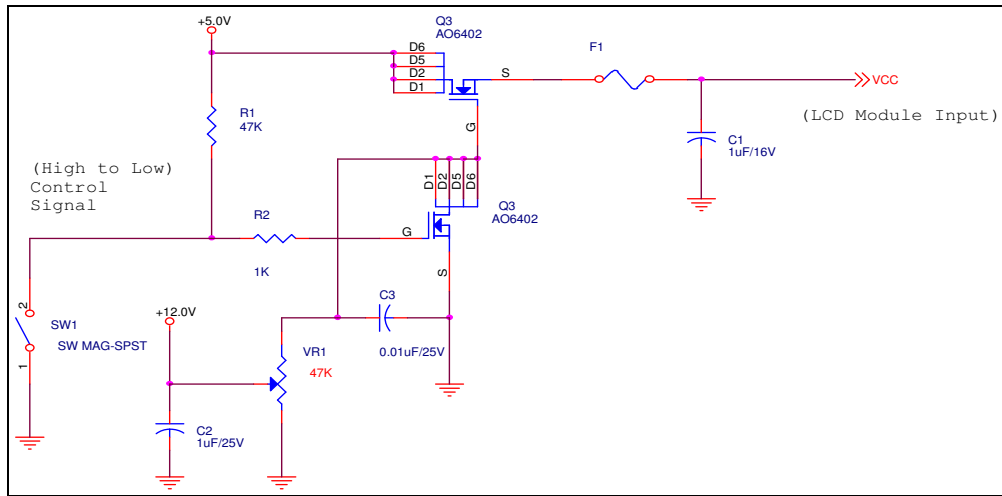 +5.0V
Q3
AO6402
D6
D5
D2
D1
S
G
F1
VCC
(LCD Module Input)
C1
1uF/16V
R1
47K
(High to Low)
Control
Signal
D1
D2
D5
D6
Q3
AO6402
R2
1K
G
S
2
SW1
SW MAG-SPST
1
+12.0V
C3
0.01uF/25V
VR1
47K
C2
1uF/25V